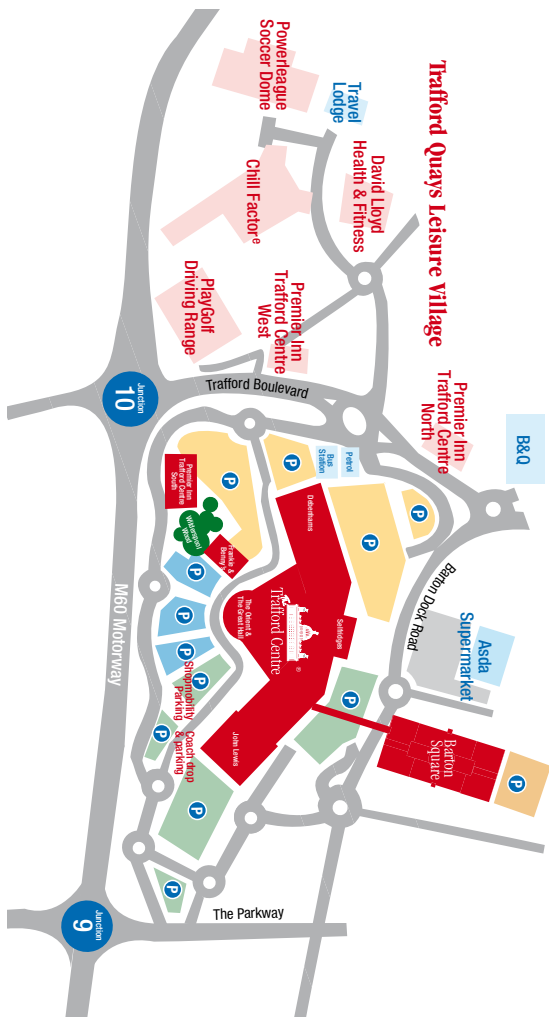 Trafford Quays Leisure Village
Powerleague
Soccer Dome
Travel
Lodge
David Lloyd
Health & Fitness
Chill Factore
PlayGolf
Driving Range
Premier Inn
Trafford Centre
West
Premier Inn
Trafford Centre
North
B&Q
Trafford Boulevard
Junction
10
Petrol
Bus
Station
P
P
P
P
Premier Inn
Trafford Centre
South
Witterspool
Wood
Frankie &
Benny's
Debenhams
Selfridges
Trafford Centre
®
The Orient &
The Great Hall
John Lewis
Barton Dock Road
Asda
Supermarket
Barton
Square
P
P
P
P
P
P
P
Shopmobility
Parking
P
Coach drop
& parking
P
P
M60 Motorway
The Parkway
Junction
9